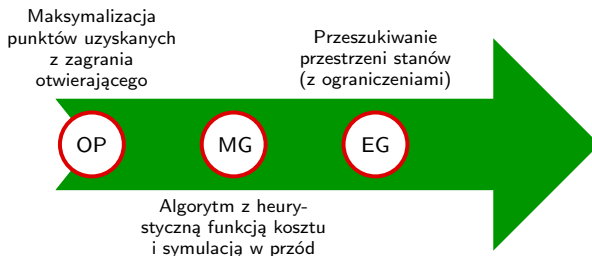 Maksymalizacja
punktów uzyskanych
z zagrania
otwierającego
Przeszukiwanie
przestrzeni stanów
(z ograniczeniami)
OP
MG
EG
Algorytm z heury-
styczną funkcją kosztu
i symulacją w przód